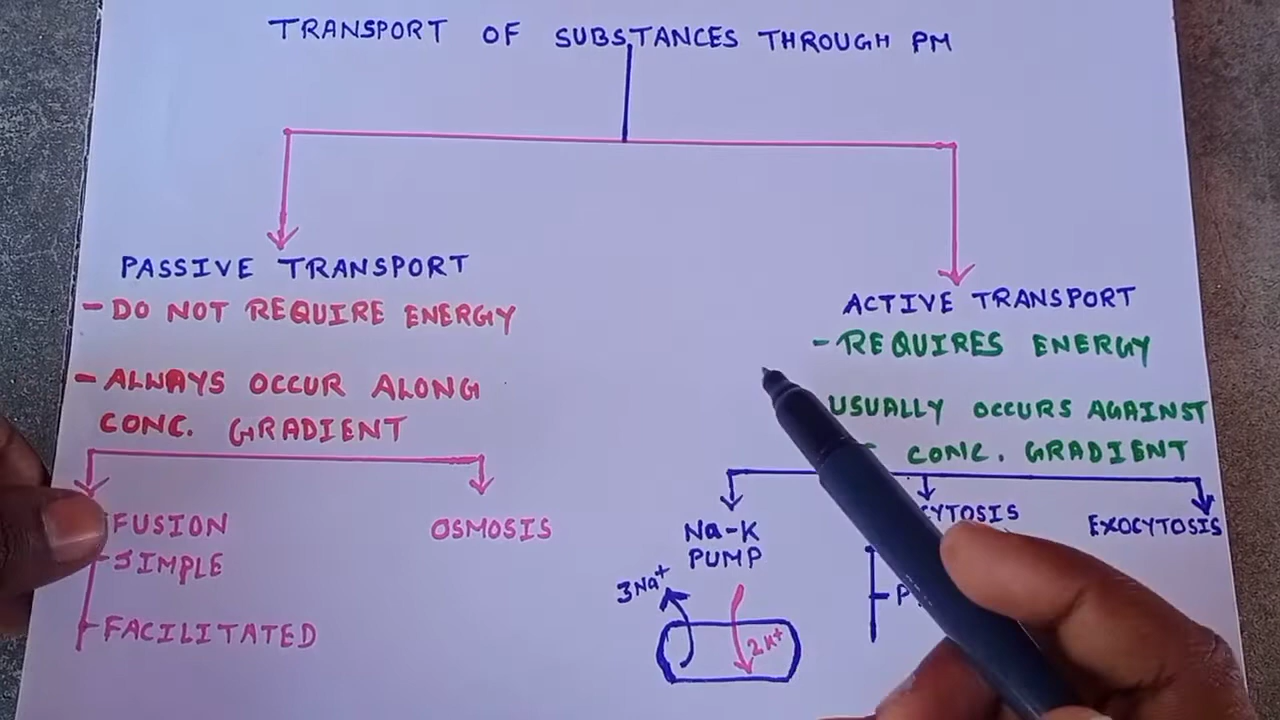 TRANSPORT OF SUBSTANCES THROUGH PM
PASSIVE TRANSPORT
- DO NOT REQUIRE ENERGY
- ALWAYS OCCUR ALONG
CONC. GRADIENT
FUSION
SIMPLE
FACILITATED
OSMOSIS
ACTIVE TRANSPORT
- REQUIRES ENERGY
USUALLY OCCURS AGAINST
CONC. GRADIENT
Na-K
PUMP
3Na+
2K+
CYTOSIS
P
EXOCYTOSIS